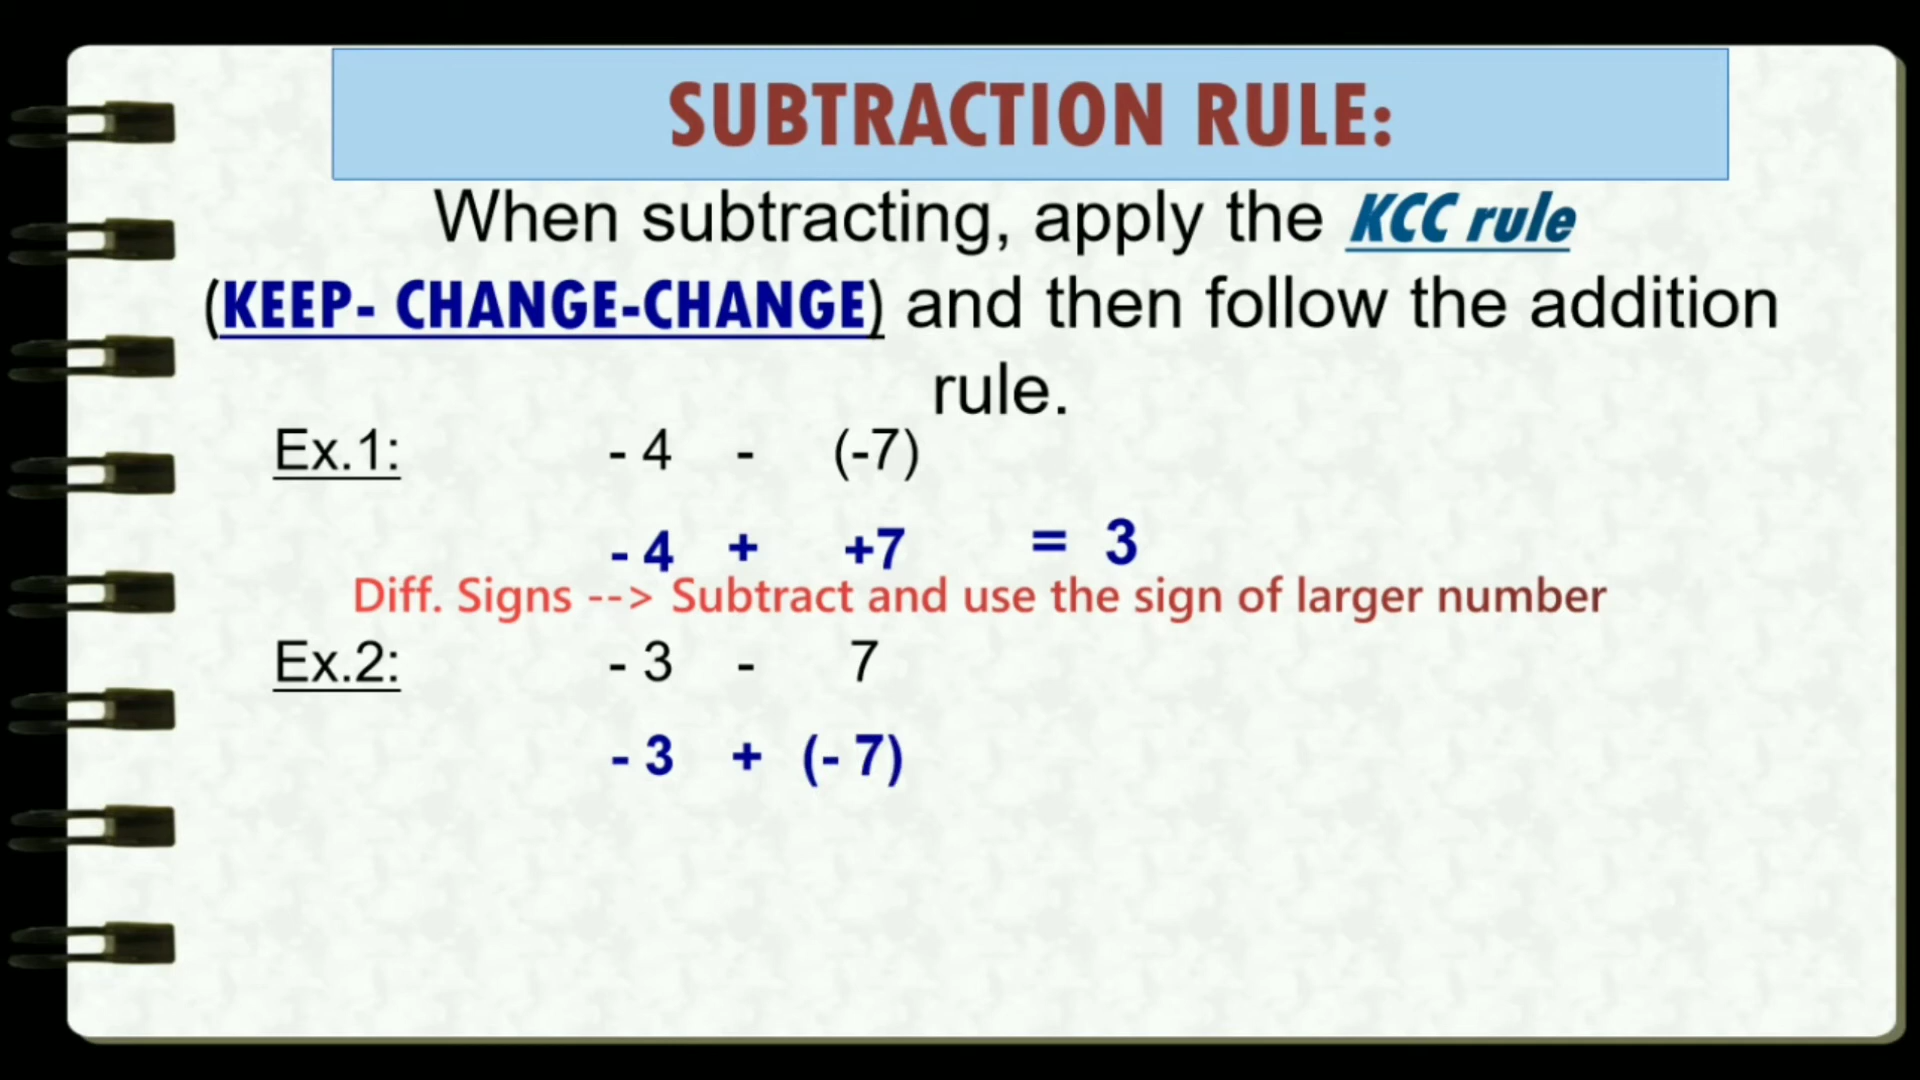 SUBTRACTION RULE:
When subtracting, apply the KCC rule
(KEEP- CHANGE-CHANGE) and then follow the addition
rule.
Ex.1: - 4 - (-7)
- 4 + +7 = 3
Diff. Signs --> Subtract and use the sign of larger number
Ex.2: - 3 - 7
- 3 + (- 7)